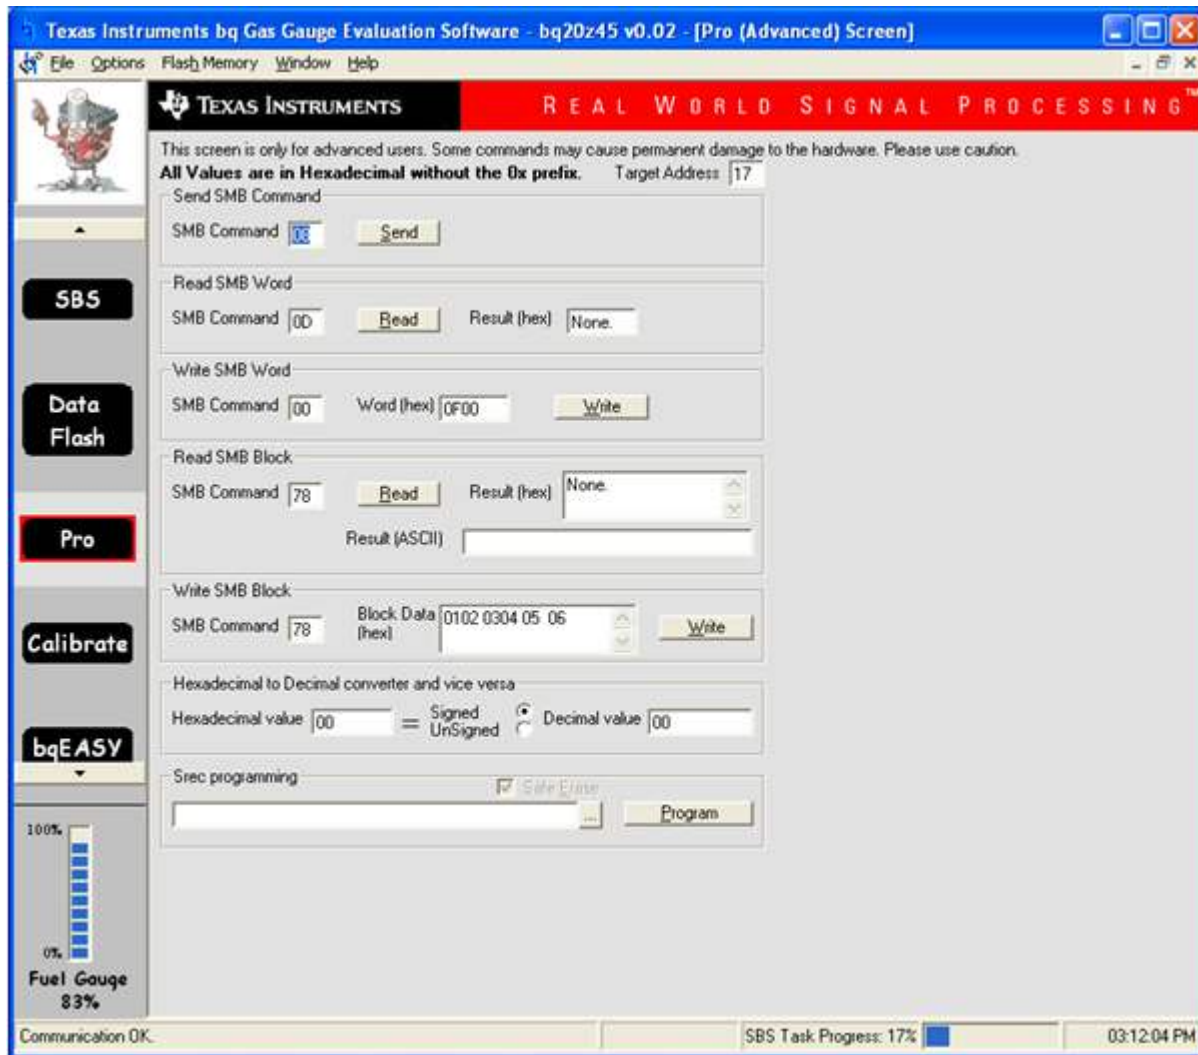 Texas Instruments bq Gas Gauge Evaluation Software - bq20z45 v0.02 - [Pro (Advanced) Screen]
File Options Flash Memory Window Help
TEXAS INSTRUMENTS REAL WORLD SIGNAL PROCESSING™
This screen is only for advanced users. Some commands may cause permanent damage to the hardware. Please use caution.
All Values are in Hexadecimal without the 0x prefix. Target Address 17
Send SMB Command
SMB Command 08 Send
Read SMB Word
SMB Command 0D Read Result (hex) None.
Write SMB Word
SMB Command 00 Word (hex) 0F00 Write
Read SMB Block
SMB Command 78 Read Result (hex) None.
Result (ASCII)
Write SMB Block
SMB Command 78 Block Data (hex) 0102 0304 05 06 Write
Hexadecimal to Decimal converter and vice versa
Hexadecimal value 00 = Signed UnSigned Decimal value 00
Srec programming Safe Erase
... Program
SBS
Data
Flash
Pro
Calibrate
bqEASY
100%
0%
Fuel Gauge
83%
Communication OK. SBS Task Progress: 17% 03:12:04 PM